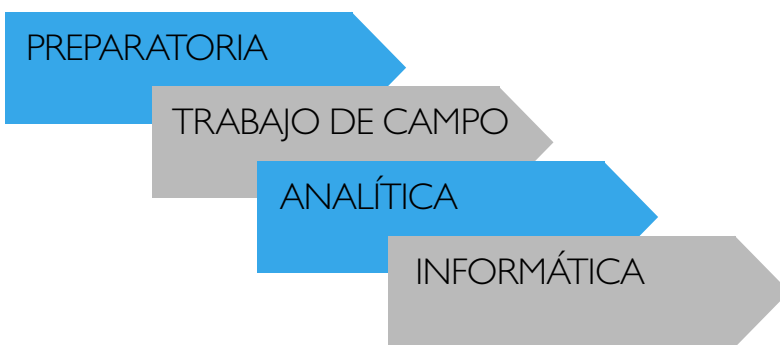 PREPARATORIA
TRABAJO DE CAMPO
ANALÍTICA
INFORMÁTICA